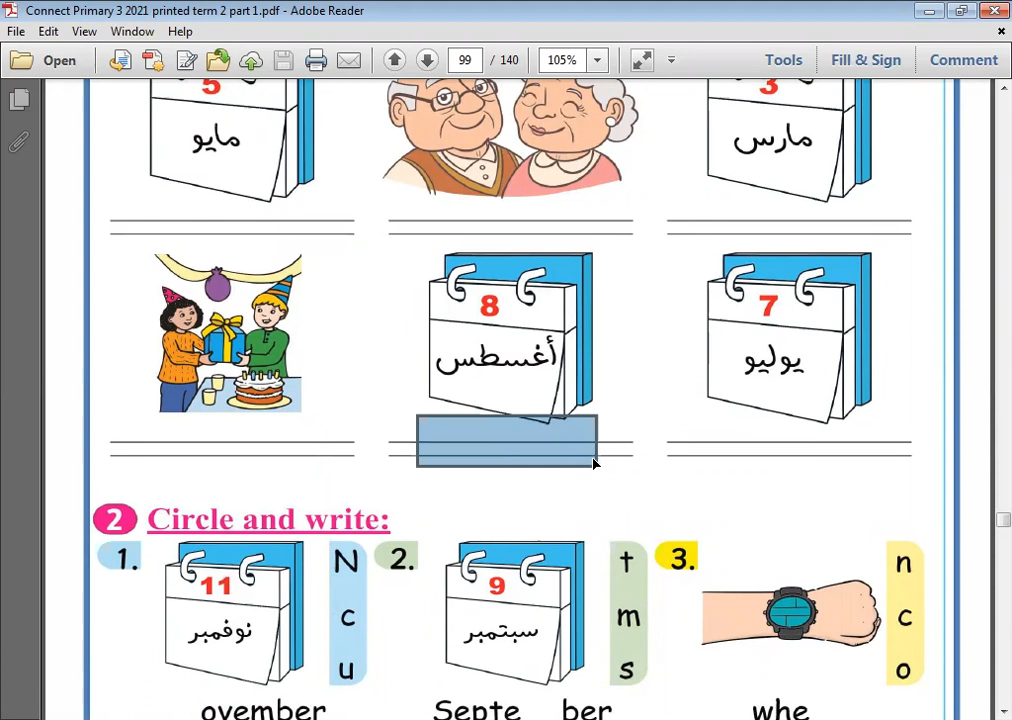 Connect Primary 3 2021 printed term 2 part 1.pdf - Adobe Reader
File Edit View Window Help
Open 99 / 140 105% Tools Fill & Sign Comment
5 3
مايو مارس
8 7
أغسطس يوليو
2 Circle and write:
1. N 2. t 3. n
11 9
c m c
نوفمبر سبتمبر
u s o
ovember Septe ber whe